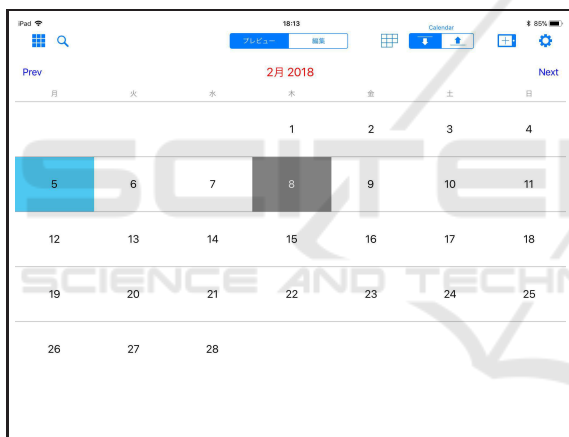 iPad 18:13 85%
プレビュー 編集 Calendar
Prev 2月 2018 Next
月 火 水 木 金 土 日
1 2 3 4
5 6 7 8 9 10 11
12 13 14 15 16 17 18
SCITE
SCIENCE AND TECHN
19 20 21 22 23 24 25
26 27 28